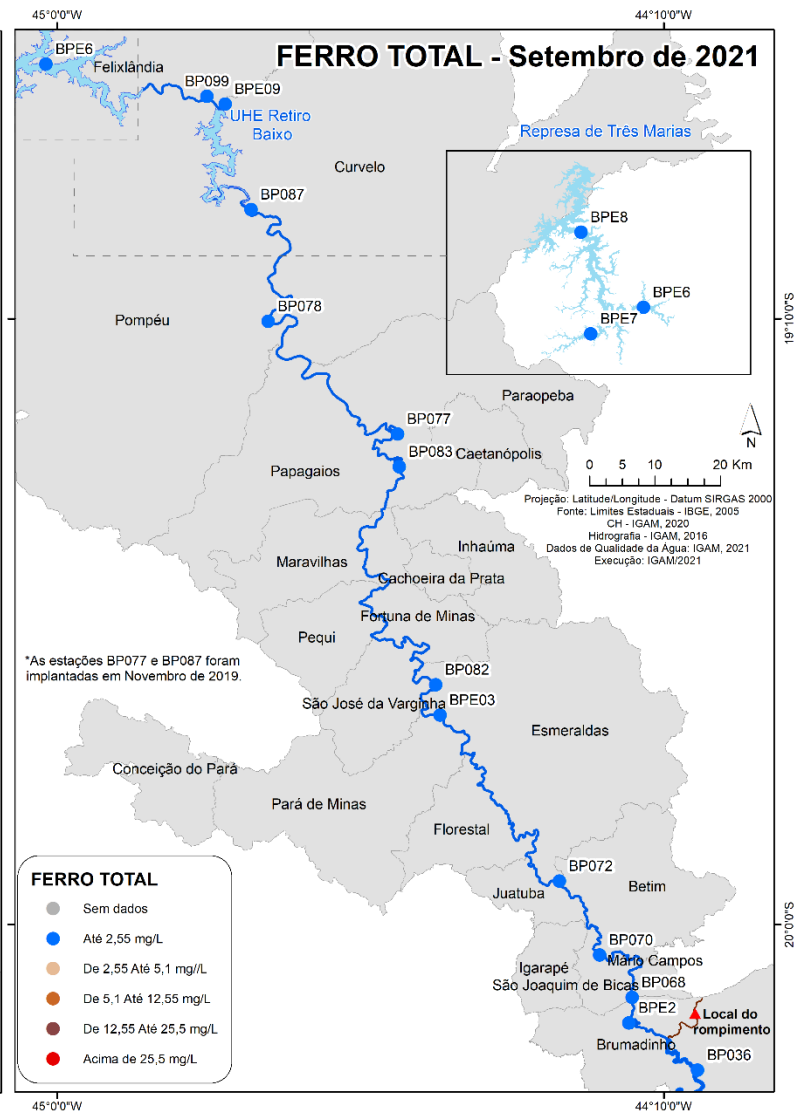 45°0'0"W
44°10'0"W
FERRO TOTAL - Setembro de 2021
BPE6
Felixlândia
BP099
BPE09
UHE Retiro
Baixo
Represa de Três Marias
Curvelo
BP087
BPE8
BPE6
BPE7
Pompéu
BP078
19°10'0"S
Paraopeba
BP077
BP083
Caetanópolis
Papagaios
N
0 5 10 20 Km
Projeção: Latitude/Longitude - Datum SIRGAS 2000
Fonte: Limites Estaduais - IBGE, 2005
CH - IGAM, 2020
Hidrografia - IGAM, 2016
Dados de Qualidade da Água: IGAM, 2021
Execução: IGAM/2021
Inhaúma
Maravilhas
Cachoeira da Prata
Fortuna de Minas
Pequi
*As estações BP077 e BP087 foram
implantadas em Novembro de 2019.
BP082
São José da Varginha
BPE03
Esmeraldas
Conceição do Pará
Pará de Minas
Florestal
BP072
Juatuba
Betim
20°0'0"S
BP070
Mário Campos
Igarapé
São Joaquim de Bicas
BP068
BPE2
Local do
rompimento
Brumadinho
BP036
FERRO TOTAL
Sem dados
Até 2,55 mg/L
De 2,55 Até 5,1 mg//L
De 5,1 Até 12,55 mg/L
De 12,55 Até 25,5 mg/L
Acima de 25,5 mg/L
45°0'0"W
44°10'0"W